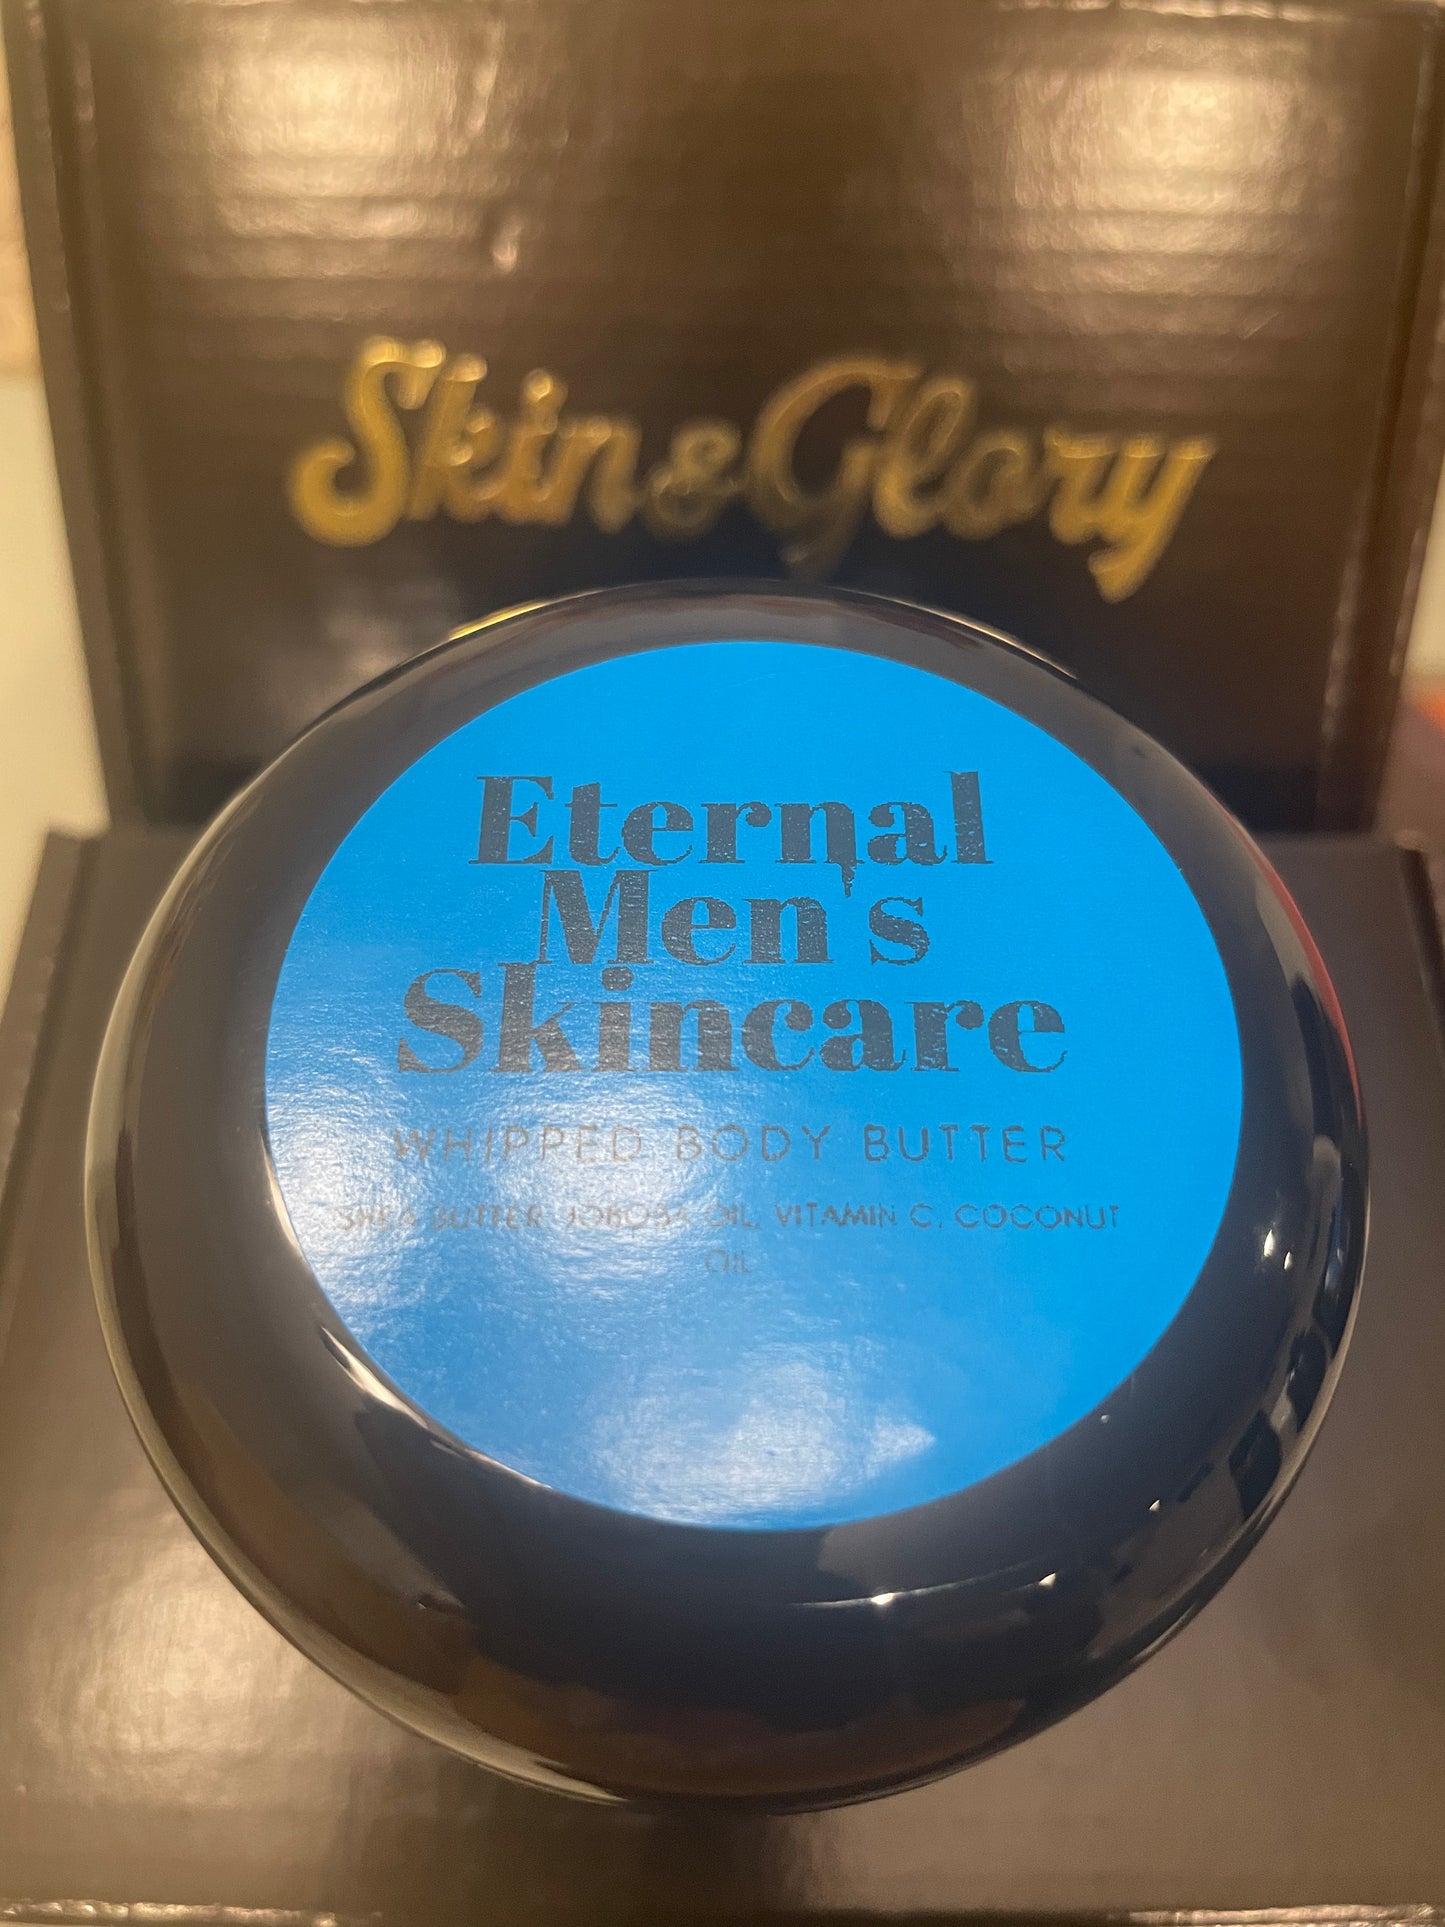 Skin & Glory
Eternal
Men's
Skincare
WHIPPED BODY BUTTER
SHEA BUTTER, JOBOBA OIL, VITAMIN C, COCONUT
OIL